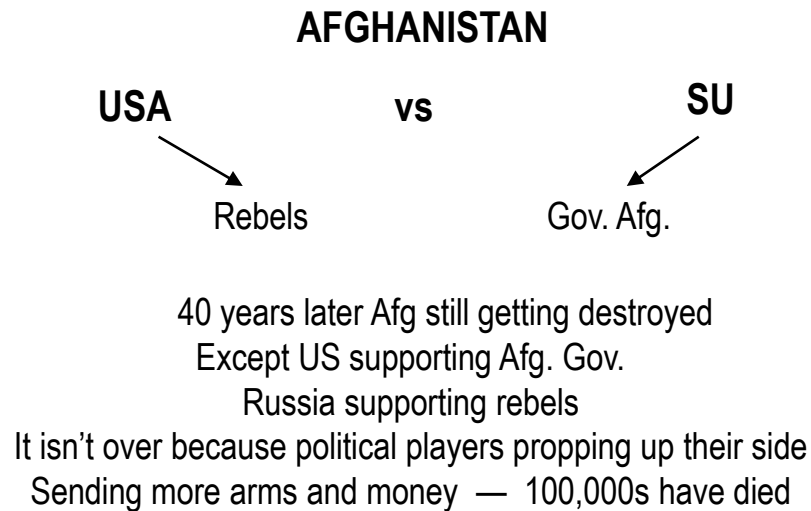 AFGHANISTAN
USA vs SU
Rebels Gov. Afg.
40 years later Afg still getting destroyed
Except US supporting Afg. Gov.
Russia supporting rebels
It isn’t over because political players propping up their side
Sending more arms and money — 100,000s have died